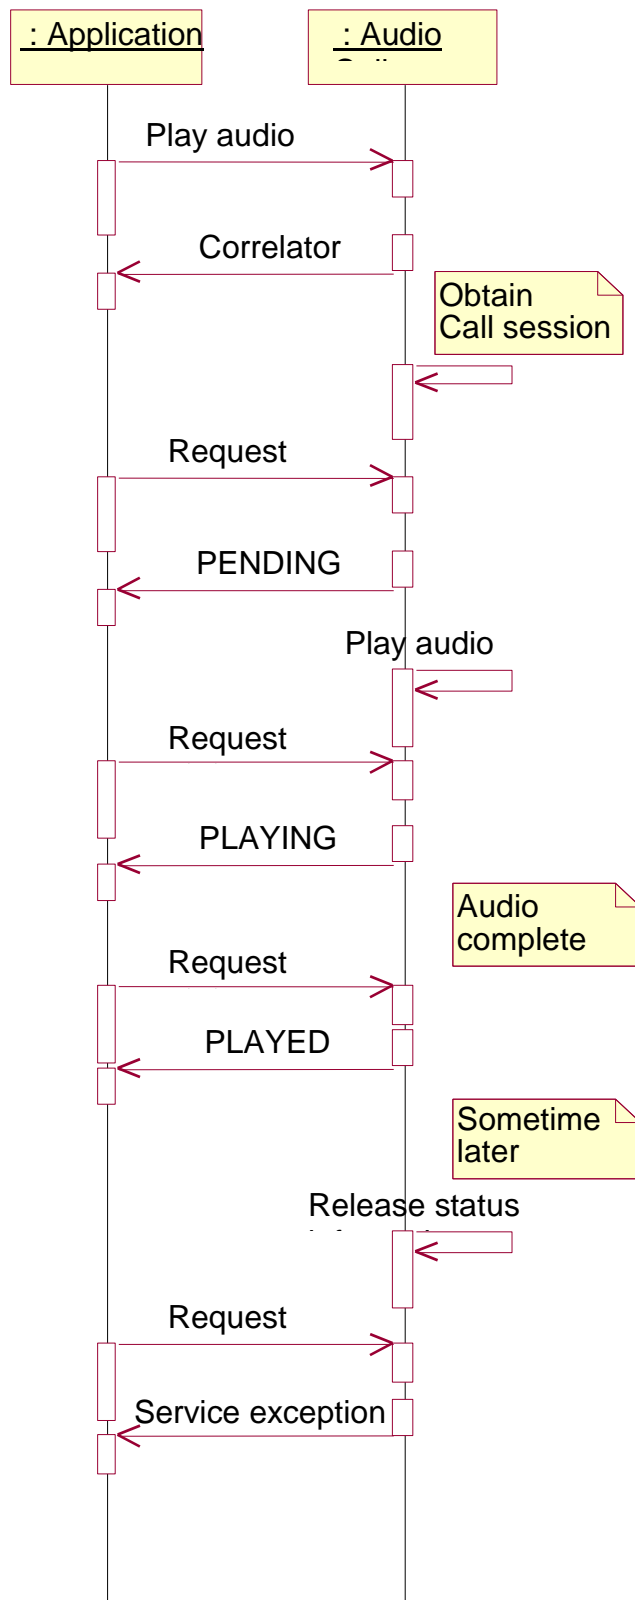 : Application
: Audio
Play audio
Correlator
Obtain
Call session
Request
PENDING
Play audio
Request
PLAYING
Audio
complete
Request
PLAYED
Sometime
later
Release status
Request
Service exception